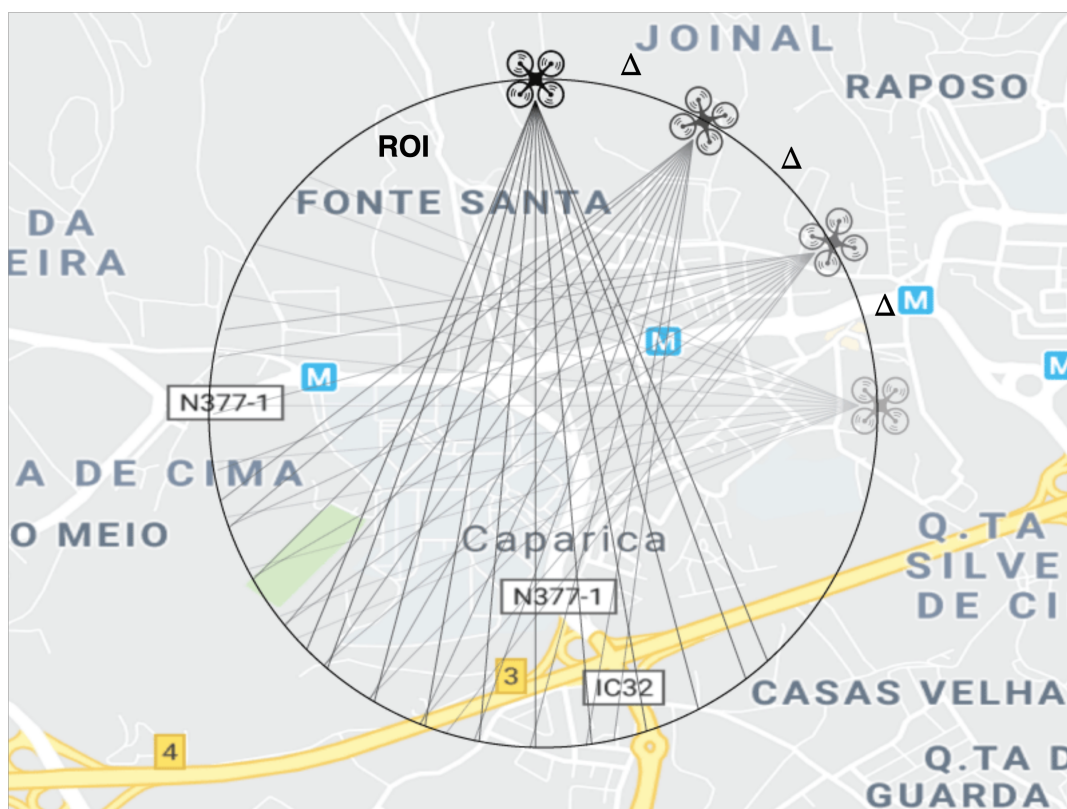 JOINAL
Δ
RAPOSO
ROI
Δ
FONTE SANTA
DA
EIRA
Δ
M
M
M
M
N377-1
A DE CIMA
O MEIO
Caparica
Q.TA
SILVE
DE CI
N377-1
3
IC32
CASAS VELHA
4
Q.TA D
GUARDA